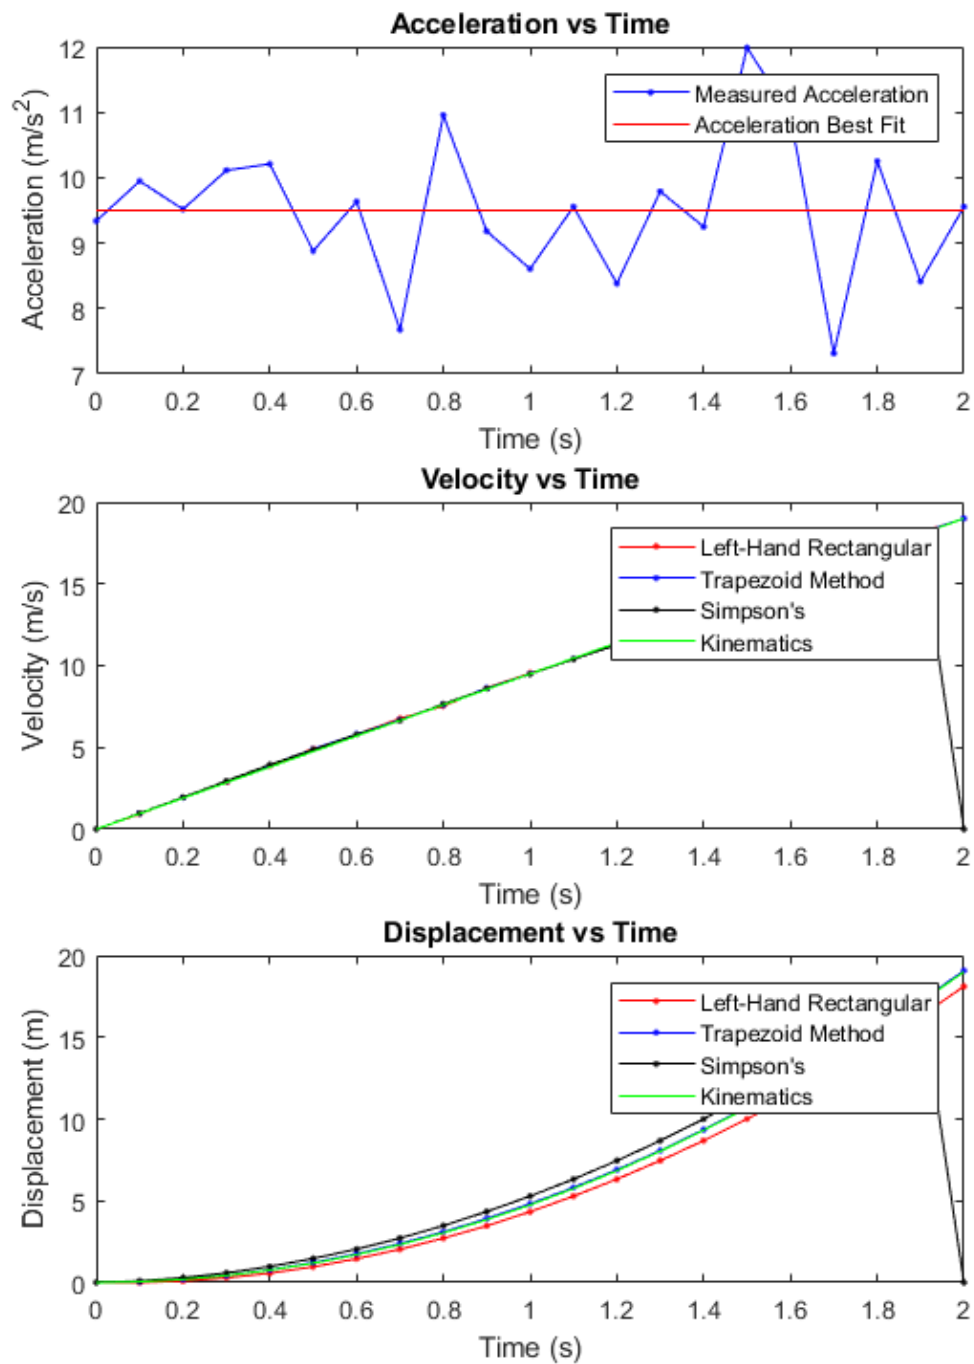 Acceleration vs Time
12
11
10
9
8
7
Acceleration (m/s²)
Measured Acceleration
Acceleration Best Fit
0 0.2 0.4 0.6 0.8 1 1.2 1.4 1.6 1.8 2
Time (s)
Velocity vs Time
20
15
10
5
0
Velocity (m/s)
Left-Hand Rectangular
Trapezoid Method
Simpson's
Kinematics
0 0.2 0.4 0.6 0.8 1 1.2 1.4 1.6 1.8 2
Time (s)
Displacement vs Time
20
15
10
5
0
Displacement (m)
Left-Hand Rectangular
Trapezoid Method
Simpson's
Kinematics
0 0.2 0.4 0.6 0.8 1 1.2 1.4 1.6 1.8 2
Time (s)